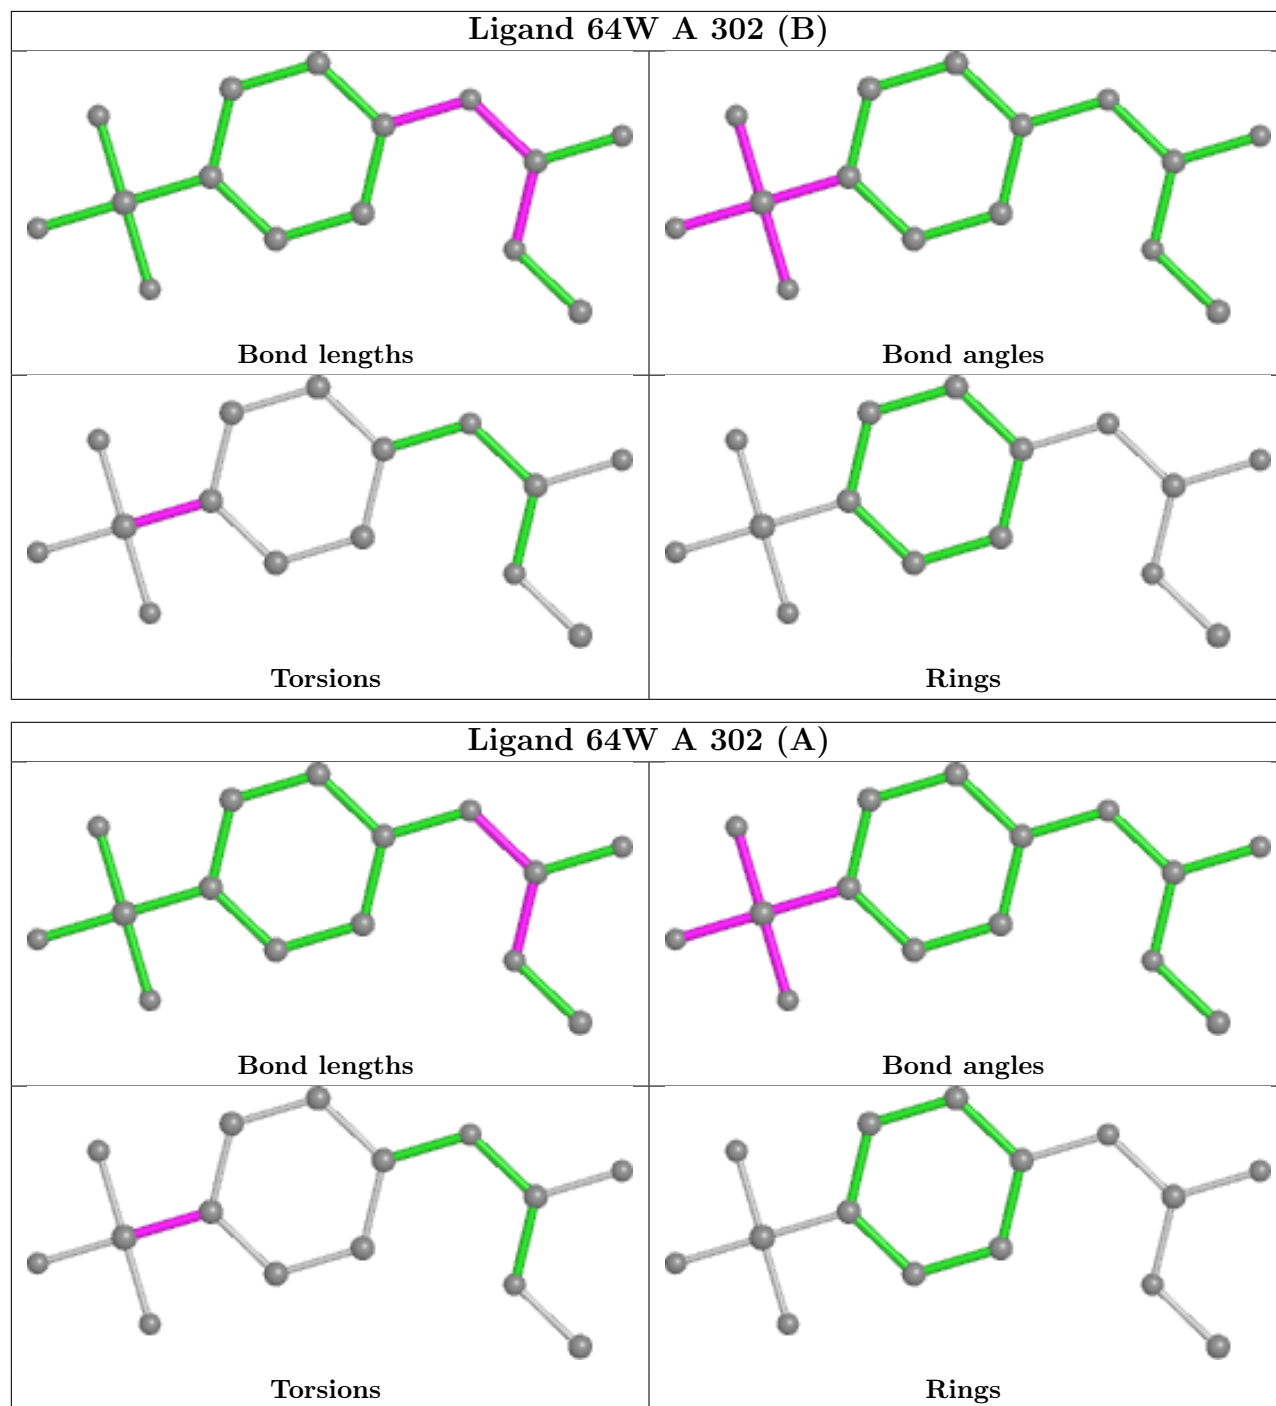 Ligand 64W A 302 (B)
Bond lengths
Bond angles
Torsions
Rings
Ligand 64W A 302 (A)
Bond lengths
Bond angles
Torsions
Rings